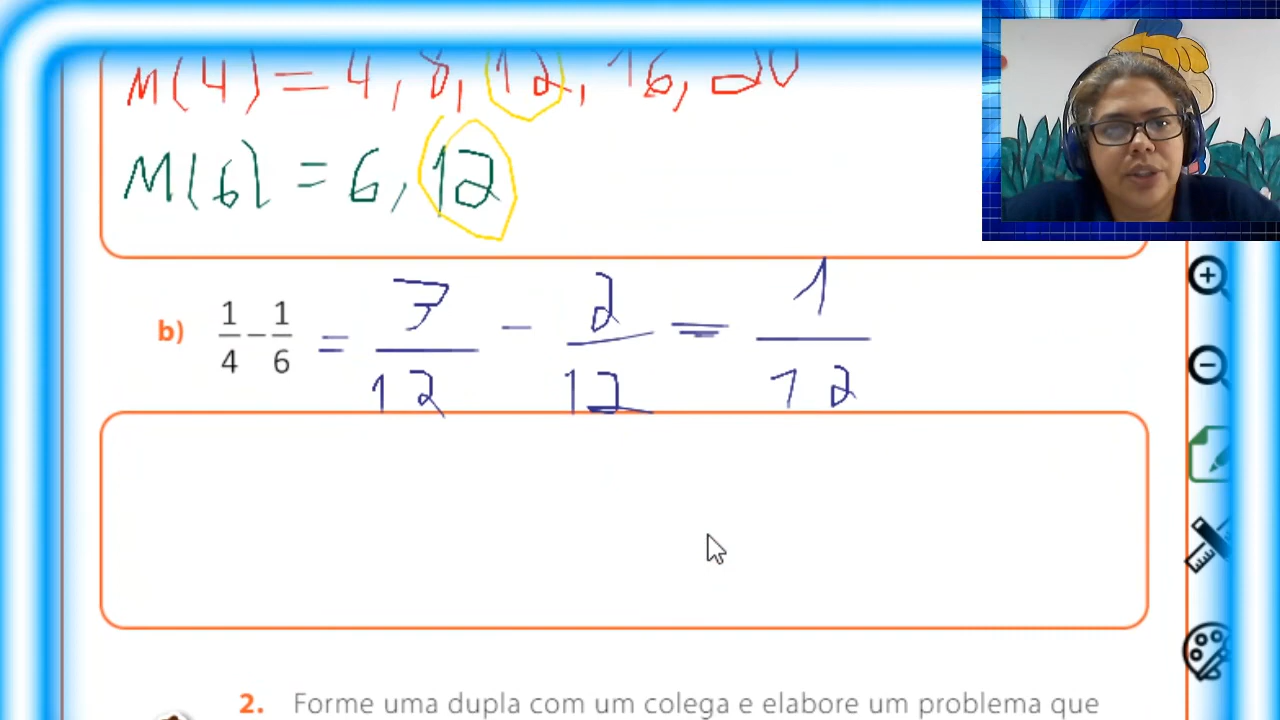 M(4) = 4, 8, 12, 16, 20
M(6) = 6, 12
b) 1/4 - 1/6 = 3/12 - 2/12 = 1/12
2. Forme uma dupla com um colega e elabore um problema que